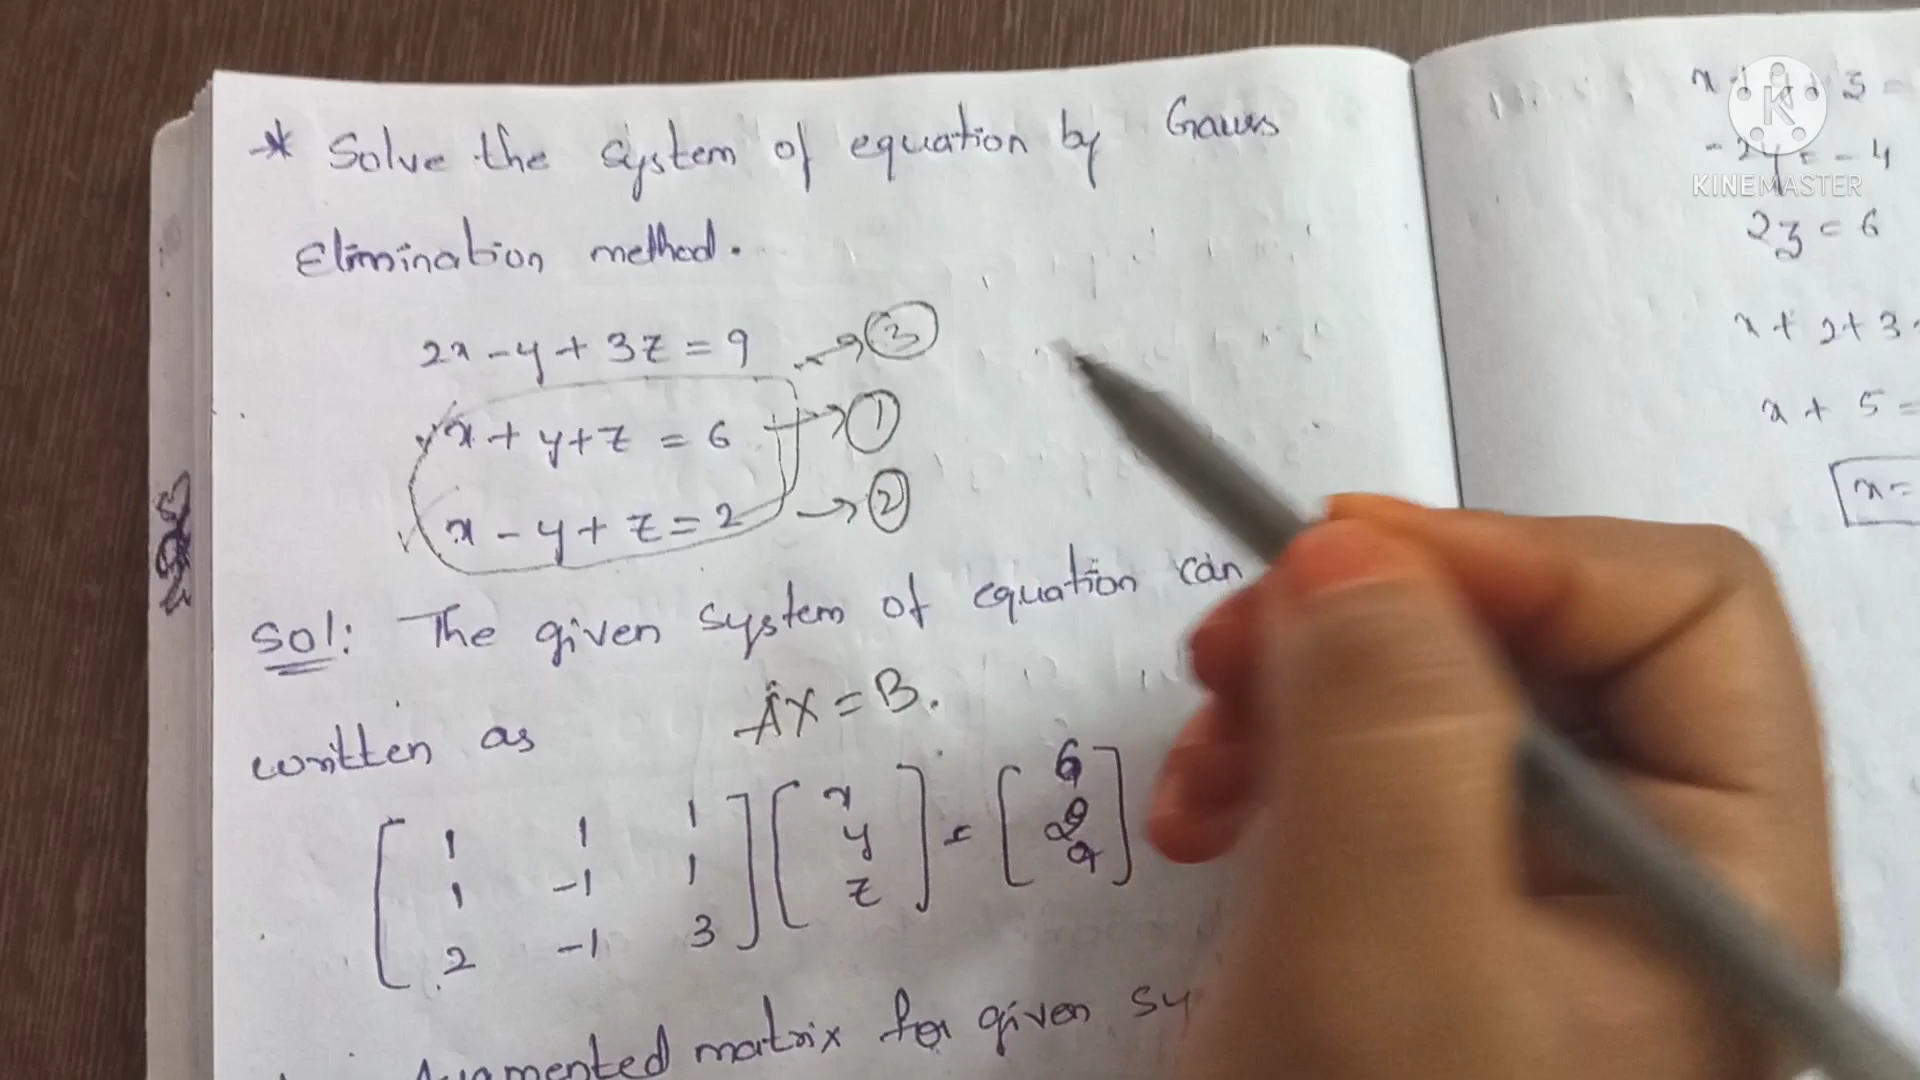 * Solve the system of equation by Gauss
Elimination method.
2x - y + 3z = 9 → ③
x + y + z = 6 → ①
x - y + z = 2 → ②
Sol: The given system of equation can
written as AX = B.
[ 1 1 1 ] [ x ] = [ 6 ]
[ 1 -1 1 ] [ y ] [ 2 ]
[ 2 -1 3 ] [ z ] [ 9 ]
Augmented matrix for given sy
x + y + z =
-2y = -4
2z = 6
x + 2 + 3
x + 5 =
x =
K
KINEMASTER